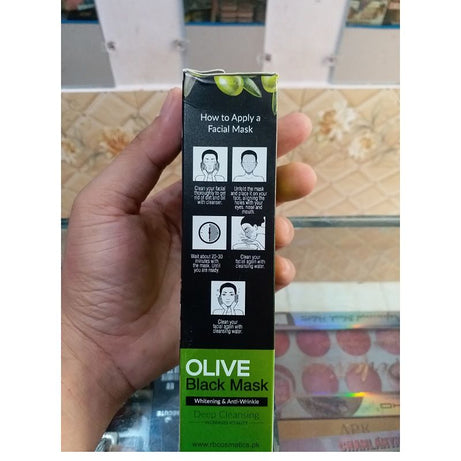 How to Apply a
Facial Mask
Clean your facial
thoroughly to get
rid of dirt and oil
with cleanser.
Unfold the mask
and place it on your
face, aligning the
holes with your
eyes, nose and
mouth.
Wait about 20-30
minutes with
the mask. Until
you are ready.
Clean your
facial again with
cleansing water.
Clean your
facial again with
cleansing water.
OLIVE
Black Mask
Whitening & Anti-Wrinkle
Deep Cleansing
INCREASES VITALITY
www.rbcosmetics.pk